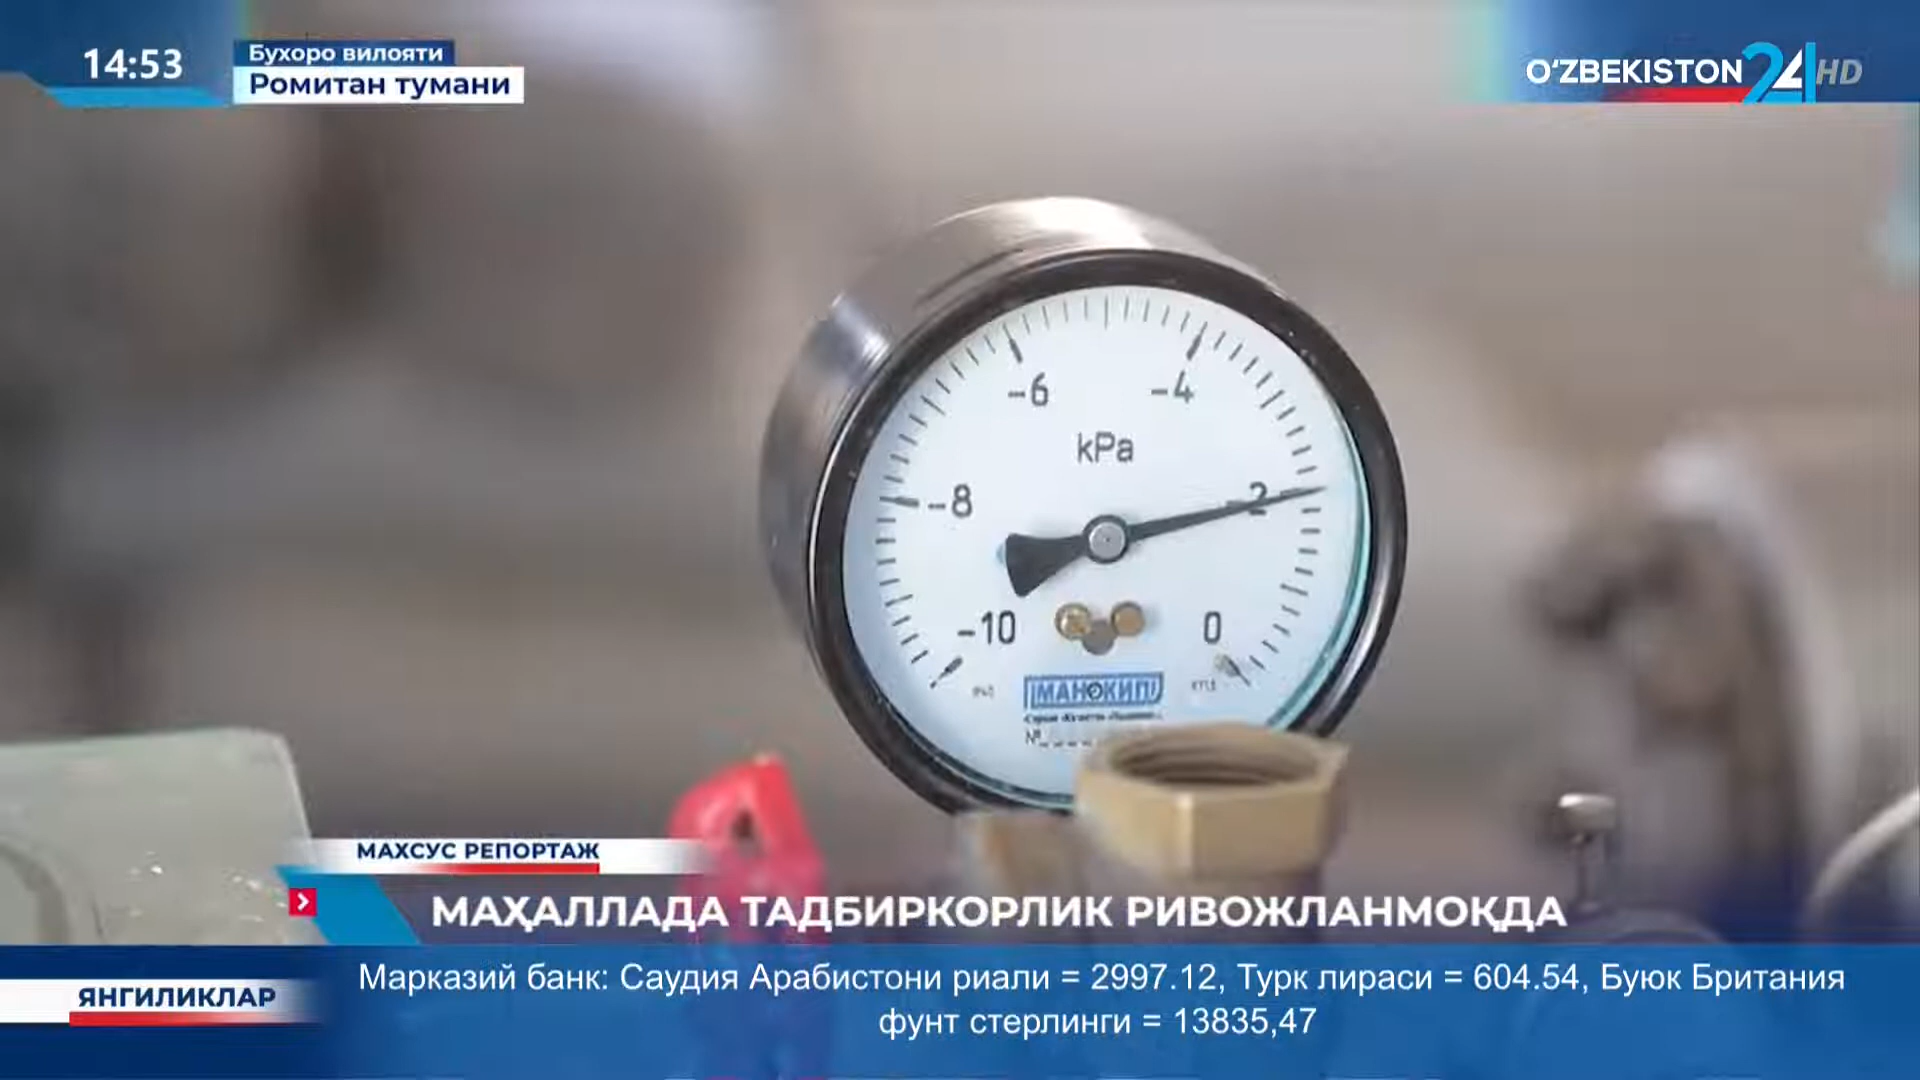 14:53
Бухоро вилояти
Ромитан тумани
O‘ZBEKISTON 24 HD
-6
-4
kPa
-8
-2
-10
0
МАНОКИП
№
МАХСУС РЕПОРТАЖ
МАҲАЛЛАДА ТАДБИРКОРЛИК РИВОЖЛАНМОҚДА
ЯНГИЛИКЛАР
Марказий банк: Саудия Арабистони риали = 2997.12, Турк лираси = 604.54, Буюк Британия
фунт стерлинги = 13835,47